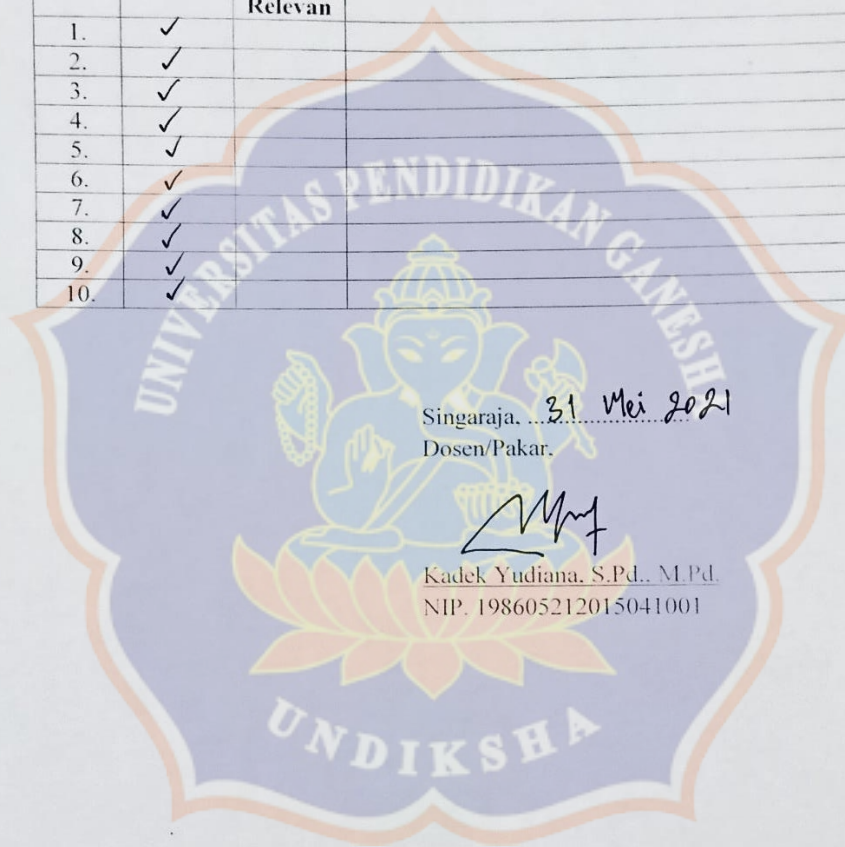 Relevan
1. ✓
2. ✓
3. ✓
4. ✓
5. ✓
6. ✓
7. ✓
8. ✓
9. ✓
10. ✓
UNIVERSITAS PENDIDIKAN GANESH
Singaraja, ...31 Mei 2021
Dosen/Pakar.
Kadek Yudiana, S.Pd., M.Pd.
NIP. 198605212015041001
UNDIKSHA